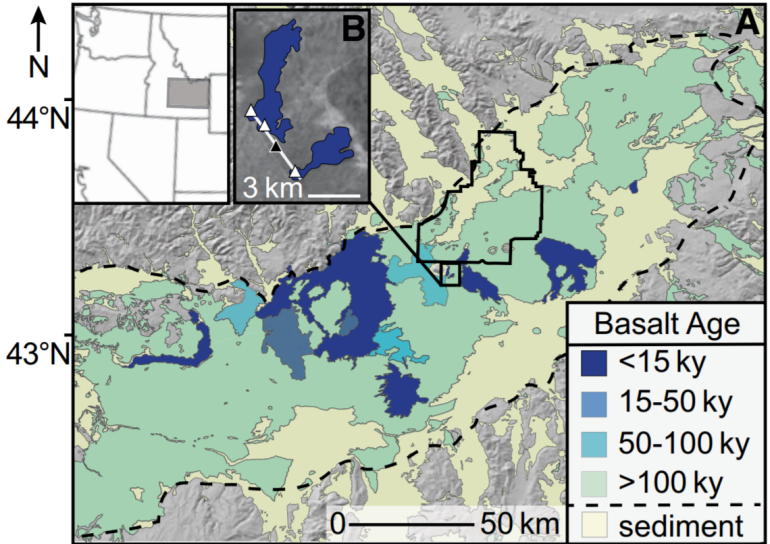 A
B
N
44°N
3 km
43°N
Basalt Age
<15 ky
15-50 ky
50-100 ky
>100 ky
sediment
0 50 km